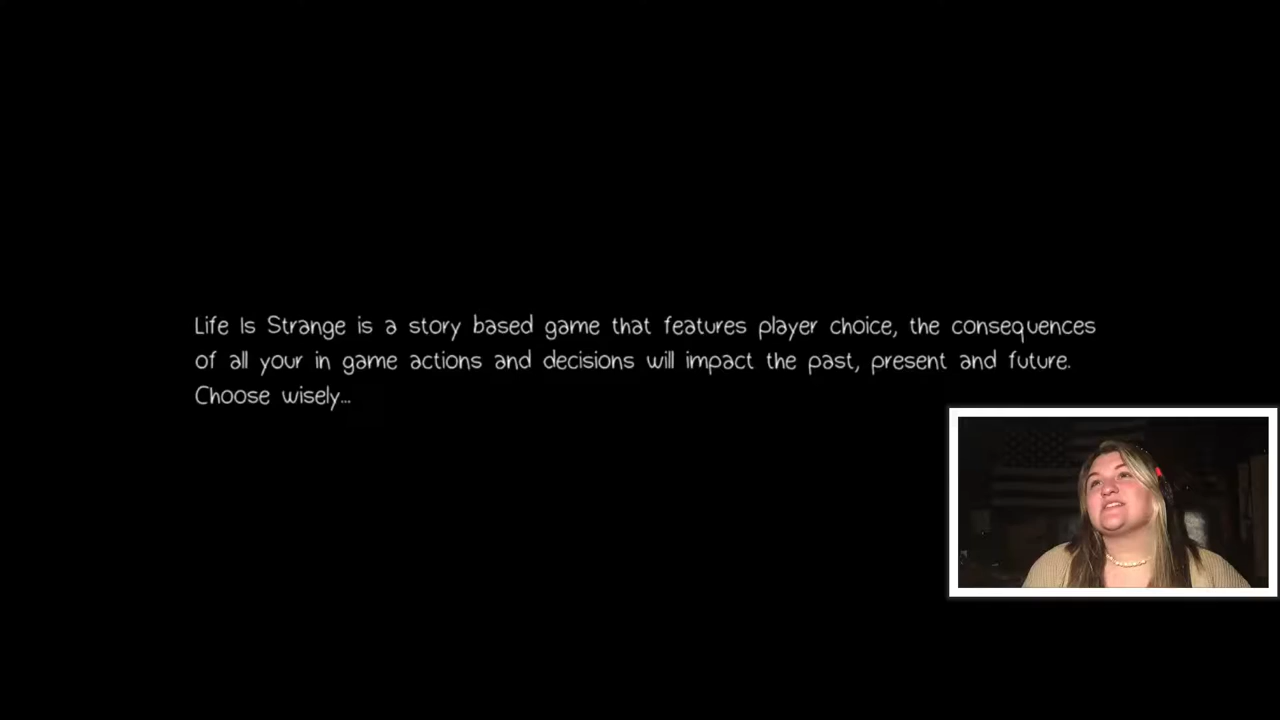 Life Is Strange is a story based game that features player choice, the consequences
of all your in game actions and decisions will impact the past, present and future.
Choose wisely...